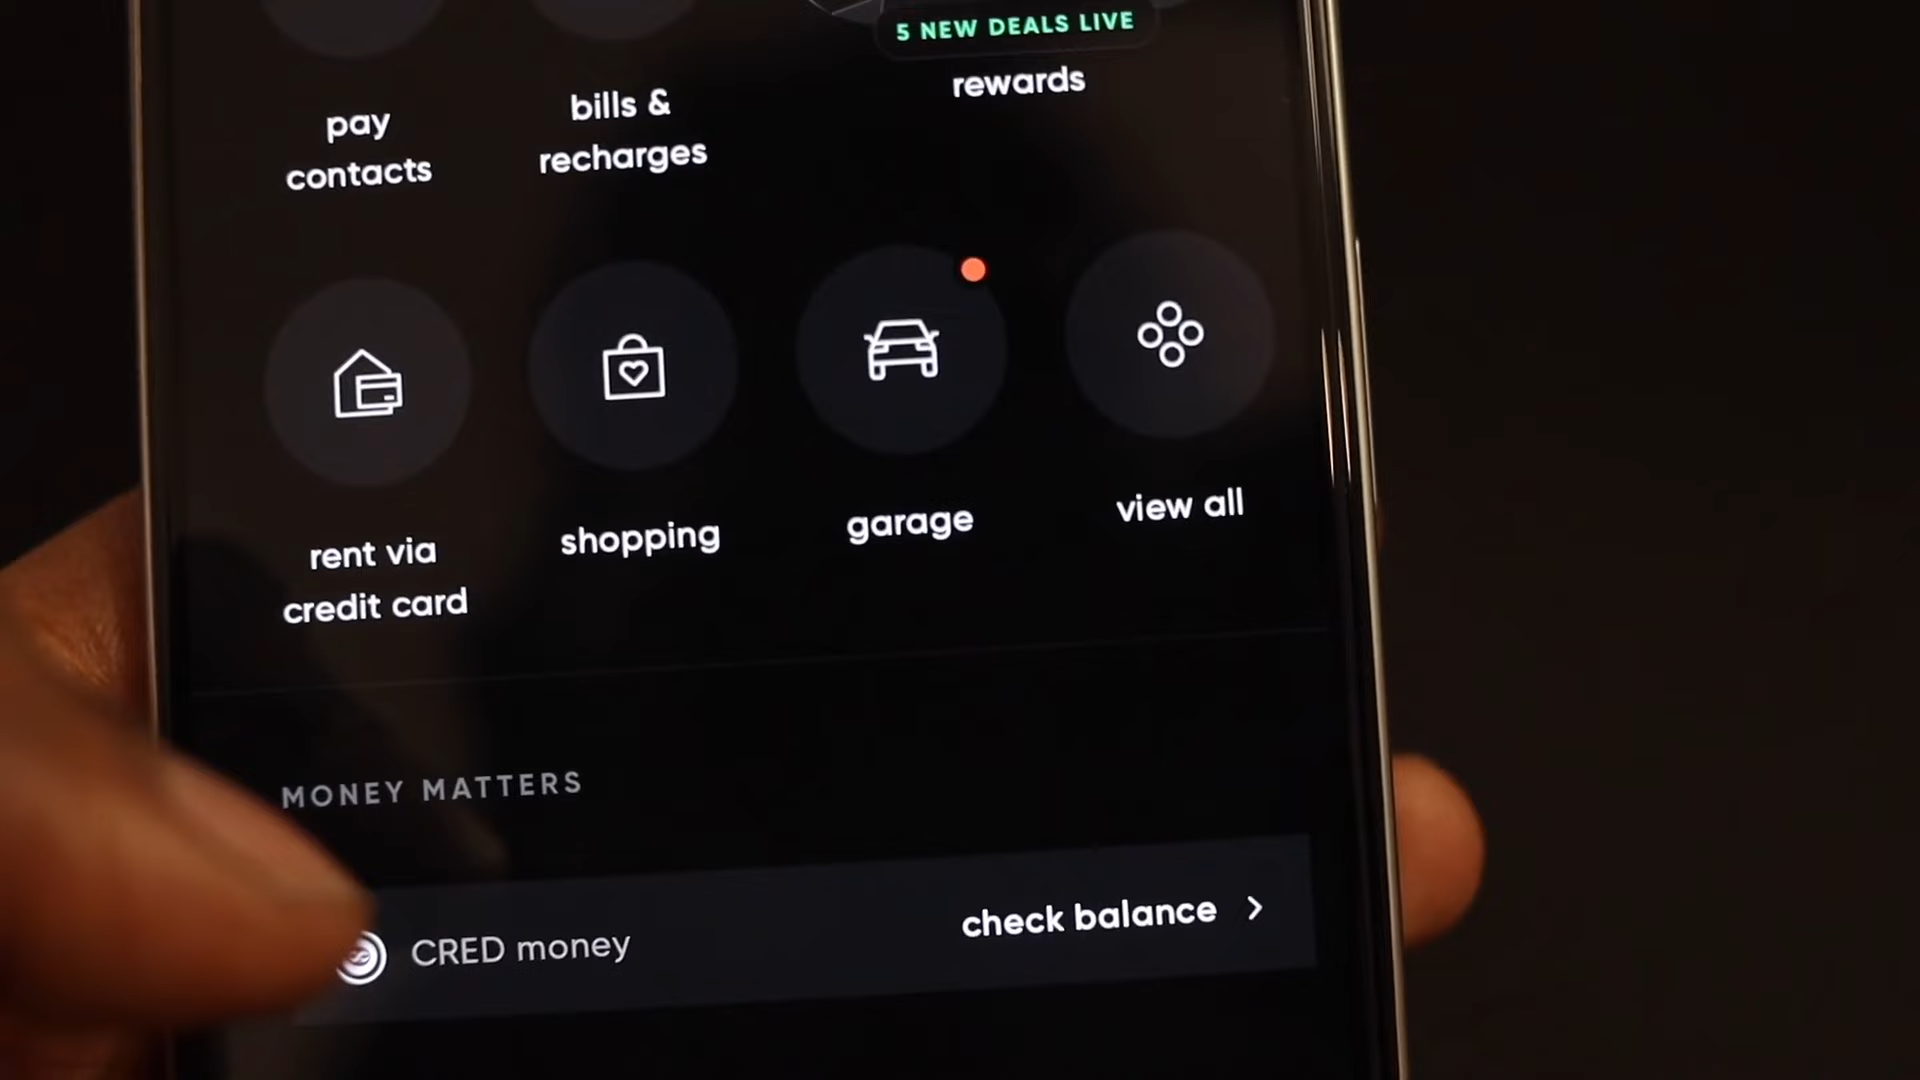 5 NEW DEALS LIVE
pay
contacts
bills &
recharges
rewards
rent via
credit card
shopping
garage
view all
MONEY MATTERS
CRED money
check balance